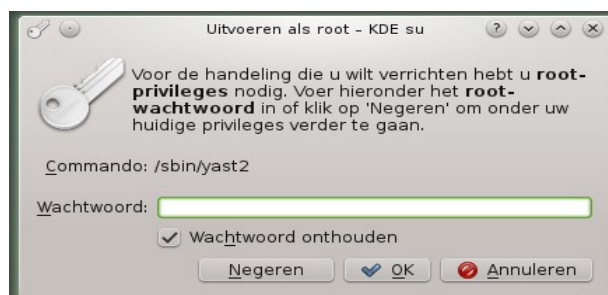 Uitvoeren als root – KDE su
Voor de handeling die u wilt verrichten hebt u root-
privileges nodig. Voer hieronder het root-
wachtwoord in of klik op 'Negeren' om onder uw
huidige privileges verder te gaan.
Commando: /sbin/yast2
Wachtwoord:
Wachtwoord onthouden
Negeren OK Annuleren